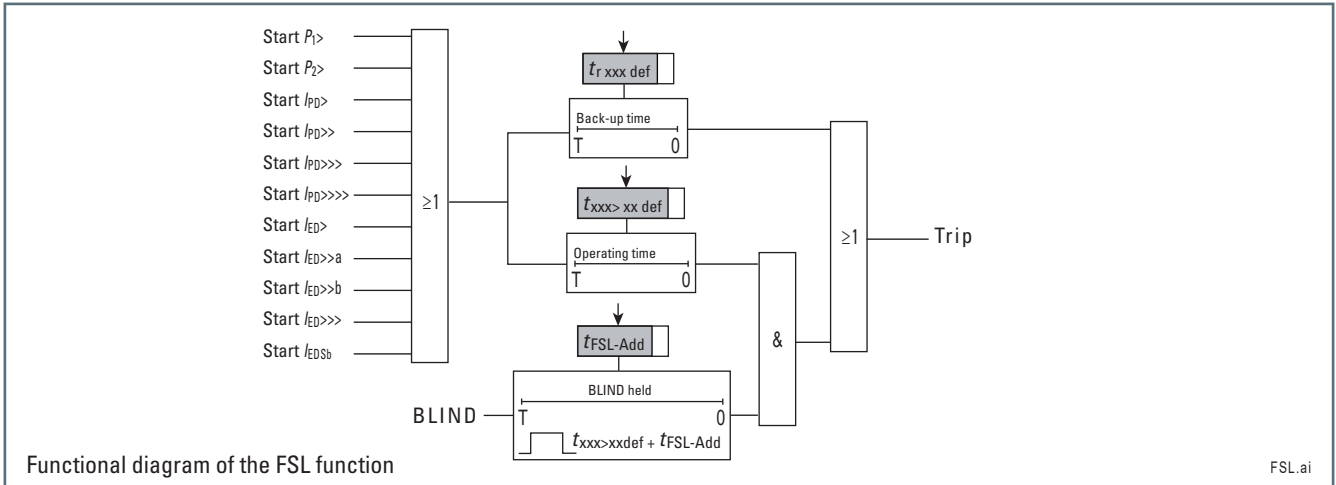 Start P1>
Start P2>
Start IPD>
Start IPD>>
Start IPD>>>
Start IPD>>>>
Start IED>
Start IED>>a
Start IED>>b
Start IED>>>
Start IEDSb
≥1
tr xxx def
Back-up time
T 0
txxx> xx def
Operating time
T 0
tFSL-Add
BLIND held
BLIND
T 0
txxx>xxdef + tFSL-Add
&
≥1
Trip
Functional diagram of the FSL function
FSL.ai